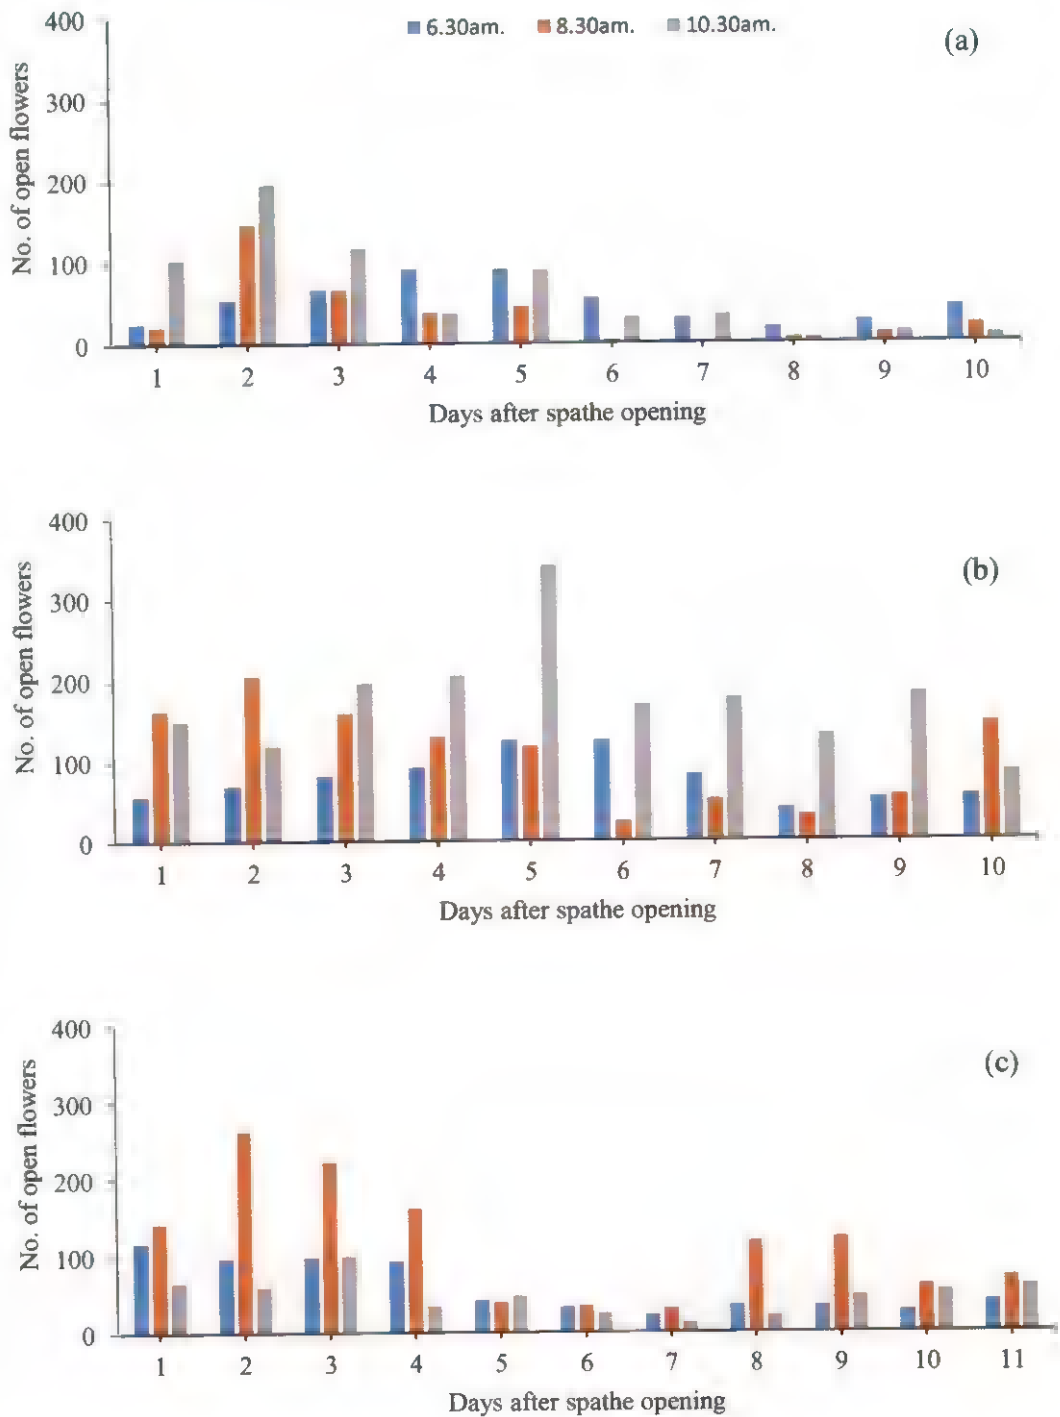 400
6.30am. 8.30am. 10.30am.
(a)
300
200
100
0
No. of open flowers
1 2 3 4 5 6 7 8 9 10
Days after spathe opening
400
(b)
300
200
100
0
No. of open flowers
1 2 3 4 5 6 7 8 9 10
Days after spathe opening
400
(c)
300
200
100
0
No. of open flowers
1 2 3 4 5 6 7 8 9 10 11
Days after spathe opening